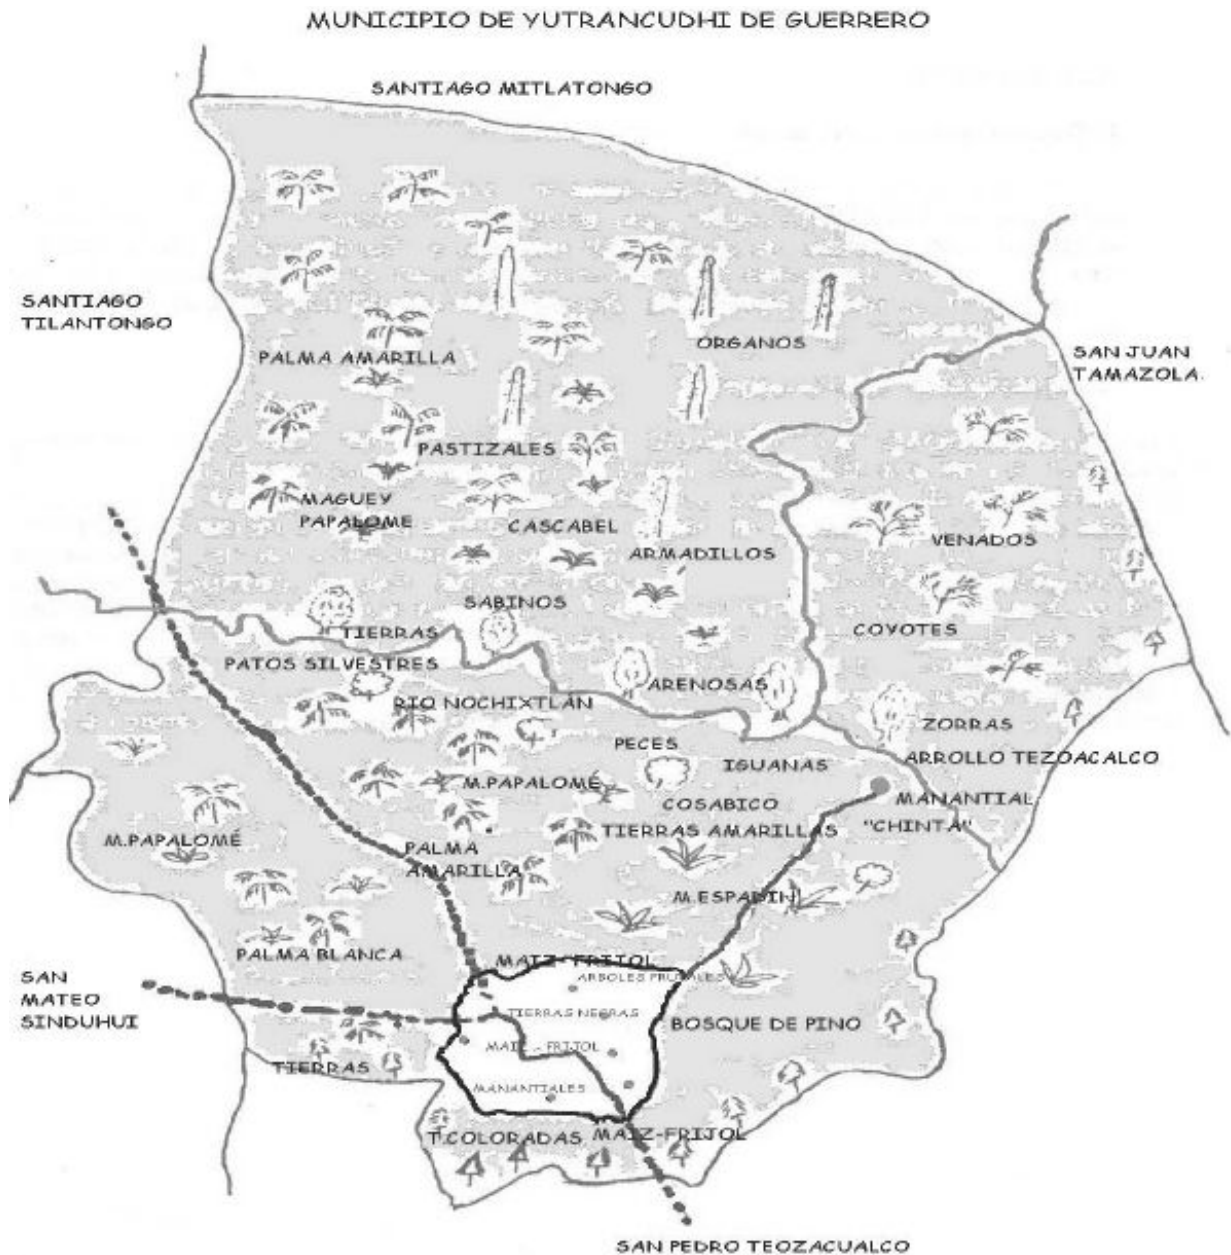 MUNICIPIO DE YUTRANCUDHI DE GUERRERO
SANTIAGO MITLATONGO
SANTIAGO
TILANTONGO
ORGANOS
SAN JUAN
TAMAZOLA.
PALMA AMARILLA
PASTIZALES
MAGUEY
PAPALOME
CASCABEL
VENADOS
ARMADILLOS
SABINOS
TIERRAS
COYOTES
PATOS SILVESTRES
ARENOSAS
RIO NOCHIXTLÁN
ZORRAS
PECES
ARROLLO TEZOACALCO
IGUANAS
M.PAPALOMÉ
COSABICO
MANANTIAL
"CHINTA"
TIERRAS AMARILLAS
M.PAPALOMÉ
PALMA
AMARILLA
M.ESPADIN
PALMA BLANCA
MAIZ-FRIJOL
ARBOLES FRUTALES
SAN
MATEO
SINDUHUI
TIERRAS NEGRAS
BOSQUE DE PINO
MAIZ - FRIJOL
TIERRAS
MANANTIALES
T.COLORADAS
MAIZ-FRIJOL
SAN PEDRO TEOZACUALCO